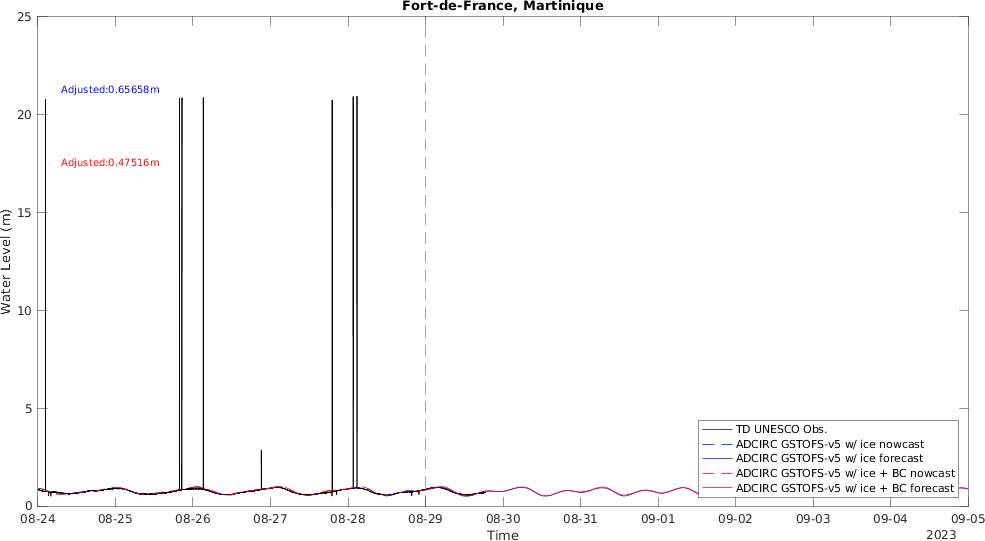 Fort-de-France, Martinique
25
20
15
10
5
0
Water Level (m)
Adjusted:0.65658m
Adjusted:0.47516m
TD UNESCO Obs.
ADCIRC GSTOFS-v5 w/ ice nowcast
ADCIRC GSTOFS-v5 w/ ice forecast
ADCIRC GSTOFS-v5 w/ ice + BC nowcast
ADCIRC GSTOFS-v5 w/ ice + BC forecast
08-24 08-25 08-26 08-27 08-28 08-29 08-30 08-31 09-01 09-02 09-03 09-04 09-05
Time
2023